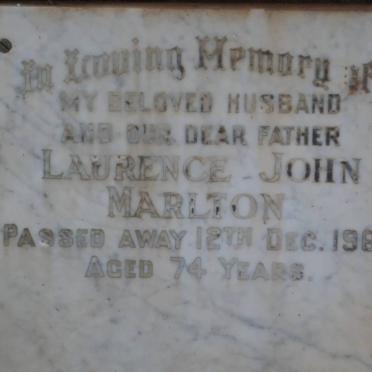 In Loving Memory of
MY BELOVED HUSBAND
AND OUR DEAR FATHER
LAURENCE JOHN
MARLTON
PASSED AWAY 12TH DEC. 196
AGED 74 YEARS.